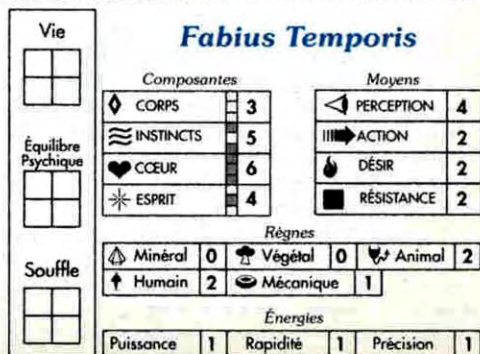 Vie
Équilibre
Psychique
Souffle
Fabius Temporis
Composantes
CORPS 3
INSTINCTS 5
CŒUR 6
ESPRIT 4
Moyens
PERCEPTION 4
ACTION 2
DÉSIR 2
RÉSISTANCE 2
Règnes
Minéral 0 Végétal 0 Animal 2
Humain 2 Mécanique 1
Énergies
Puissance 1 Rapidité 1 Précision 1